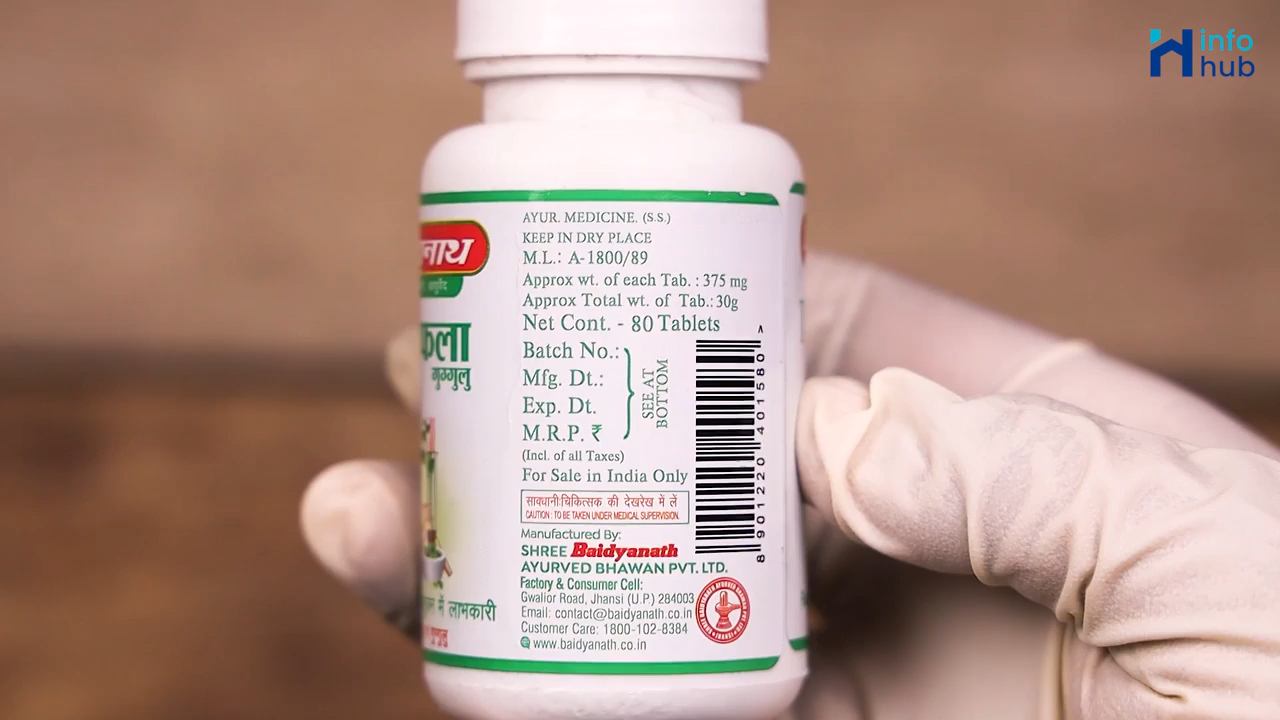 info
hub
नाथ
कला
गुग्गुलु
में लाभकारी
AYUR. MEDICINE. (S.S.)
KEEP IN DRY PLACE
M.L.: A-1800/89
Approx wt. of each Tab. : 375 mg
Approx Total wt. of Tab.: 30g
Net Cont. - 80 Tablets
Batch No.:
Mfg. Dt.:
Exp. Dt.
M.R.P. ₹
SEE AT
BOTTOM
(Incl. of all Taxes)
For Sale in India Only
सावधानी:चिकित्सक की देखरेख में लें
CAUTION : TO BE TAKEN UNDER MEDICAL SUPERVISION.
Manufactured By:
SHREE Baidyanath
AYURVED BHAWAN PVT. LTD.
Factory & Consumer Cell:
Gwalior Road, Jhansi (U.P.) 284003
Email: contact@baidyanath.co.in
Customer Care: 1800-102-8384
www.baidyanath.co.in
8 901220 401580 >